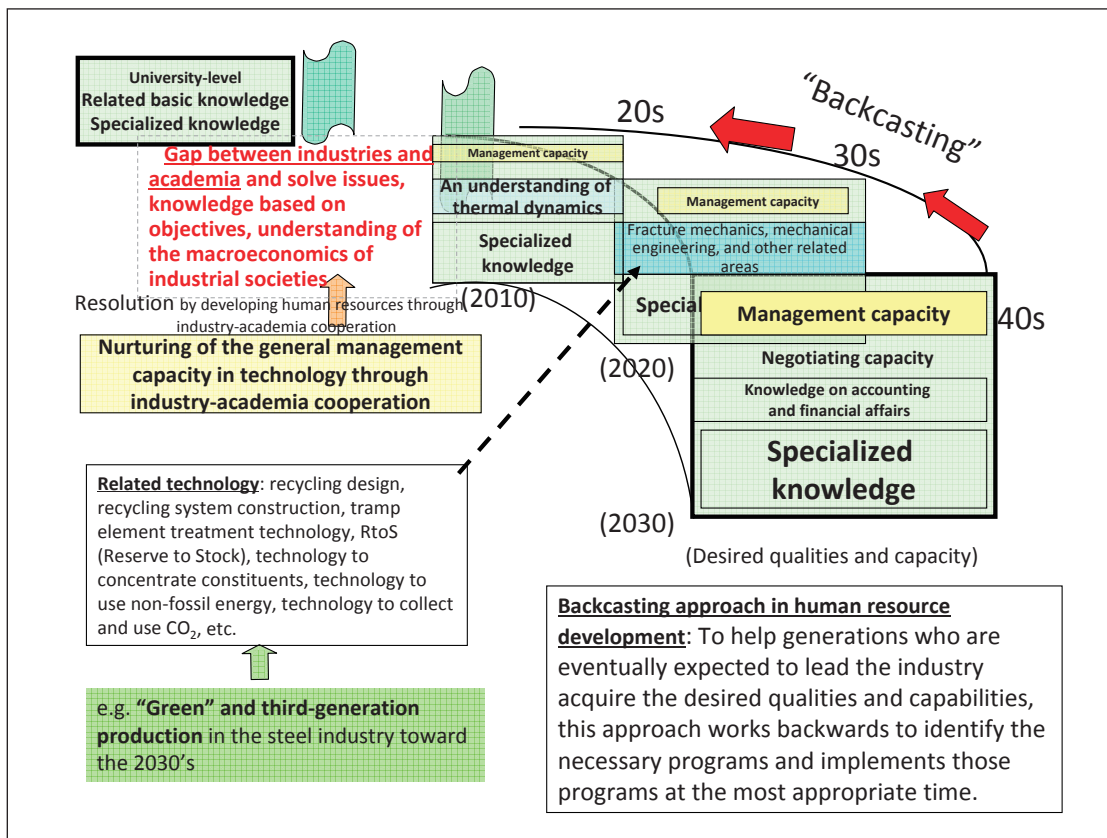 University-level
Related basic knowledge
Specialized knowledge
Gap between industries and
academia and solve issues,
knowledge based on
objectives, understanding of
the macroeconomics of
industrial societies
Resolution by developing human resources through
industry-academia cooperation
Nurturing of the general management
capacity in technology through
industry-academia cooperation
Related technology: recycling design,
recycling system construction, tramp
element treatment technology, RtoS
(Reserve to Stock), technology to
concentrate constituents, technology to
use non-fossil energy, technology to collect
and use CO₂, etc.
e.g. “Green” and third-generation
production in the steel industry toward
the 2030’s
“Backcasting”
20s
30s
40s
Management capacity
An understanding of
thermal dynamics
Specialized
knowledge
(2010)
Management capacity
Fracture mechanics, mechanical
engineering, and other related
areas
Special
(2020)
Management capacity
Negotiating capacity
Knowledge on accounting
and financial affairs
Specialized
knowledge
(2030)
(Desired qualities and capacity)
Backcasting approach in human resource
development: To help generations who are
eventually expected to lead the industry
acquire the desired qualities and capabilities,
this approach works backwards to identify the
necessary programs and implements those
programs at the most appropriate time.